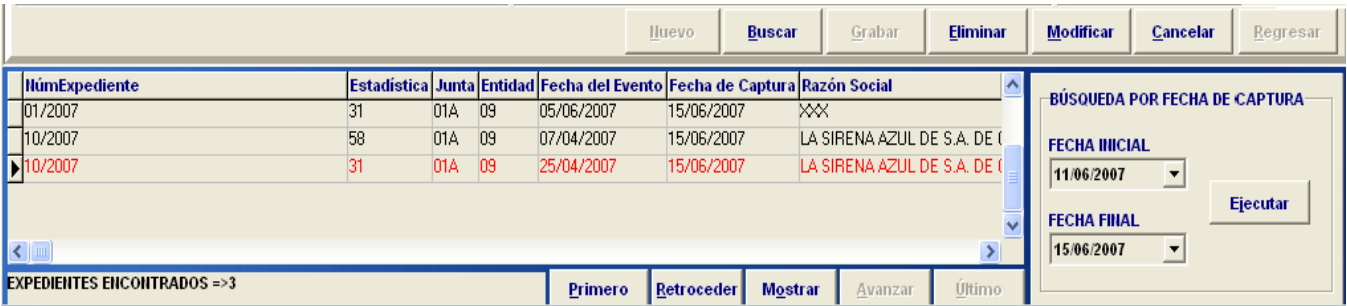 Nuevo Buscar Grabar Eliminar Modificar Cancelar Regresar
NúmExpediente Estadística Junta Entidad Fecha del Evento Fecha de Captura Razón Social
01/2007 31 01A 09 05/06/2007 15/06/2007 XXX
10/2007 58 01A 09 07/04/2007 15/06/2007 LA SIRENA AZUL DE S.A. DE
10/2007 31 01A 09 25/04/2007 15/06/2007 LA SIRENA AZUL DE S.A. DE
BÚSQUEDA POR FECHA DE CAPTURA
FECHA INICIAL
11/06/2007
Ejecutar
FECHA FINAL
15/06/2007
EXPEDIENTES ENCONTRADOS =>3
Primero Retroceder Mostrar Avanzar Último